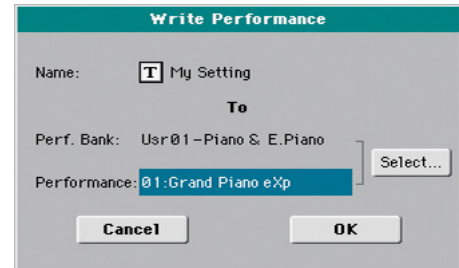 Write Performance
Name: T My Setting
To
Perf. Bank: Usr01-Piano & E.Piano
Select...
Performance: 01:Grand Piano eXp
Cancel OK